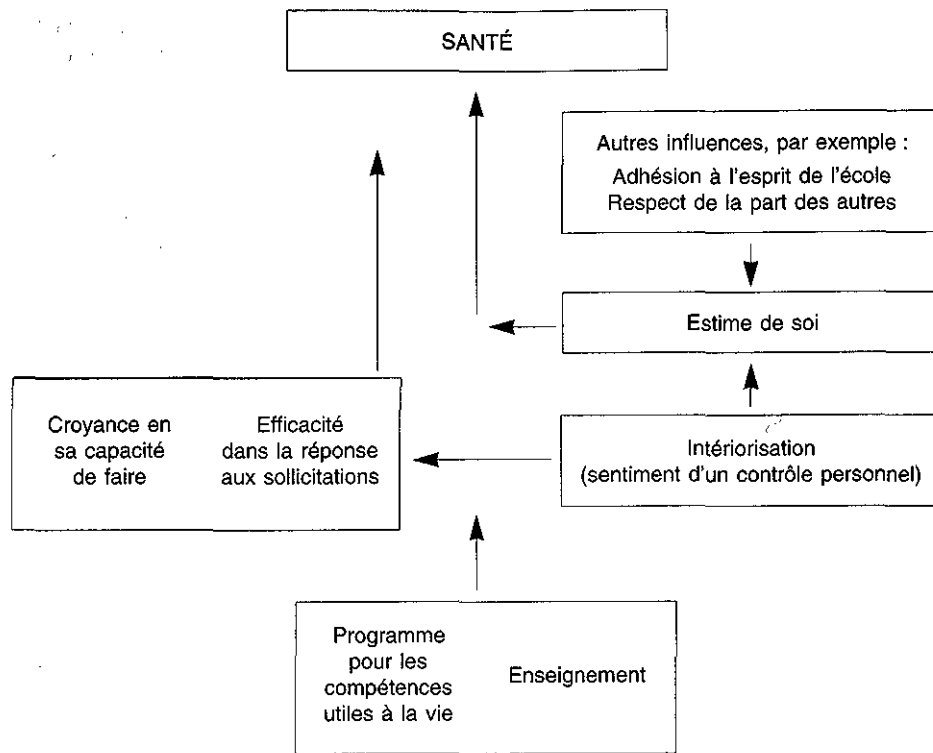 SANTÉ
Autres influences, par exemple :
Adhésion à l'esprit de l'école
Respect de la part des autres
Estime de soi
Croyance en
sa capacité
de faire
Efficacité
dans la réponse
aux sollicitations
Intériorisation
(sentiment d'un contrôle personnel)
Programme
pour les
compétences
utiles à la vie
Enseignement